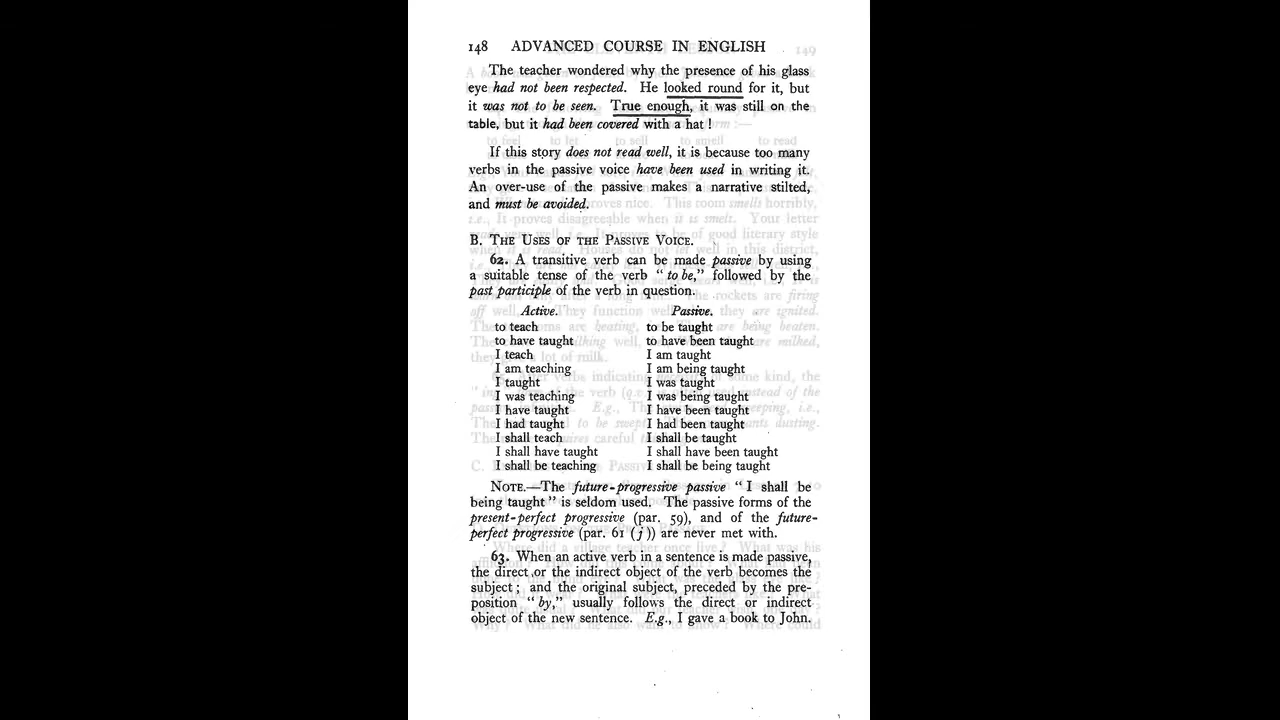 148 ADVANCED COURSE IN ENGLISH
The teacher wondered why the presence of his glass
eye had not been respected. He looked round for it, but
it was not to be seen. True enough, it was still on the
table, but it had been covered with a hat !
If this story does not read well, it is because too many
verbs in the passive voice have been used in writing it.
An over-use of the passive makes a narrative stilted,
and must be avoided.
B. THE USES OF THE PASSIVE VOICE.
62. A transitive verb can be made passive by using
a suitable tense of the verb “ to be,” followed by the
past participle of the verb in question.
Active. Passive.
to teach to be taught
to have taught to have been taught
I teach I am taught
I am teaching I am being taught
I taught I was taught
I was teaching I was being taught
I have taught I have been taught
I had taught I had been taught
I shall teach I shall be taught
I shall have taught I shall have been taught
I shall be teaching I shall be being taught
NOTE.—The future-progressive passive “ I shall be
being taught ” is seldom used. The passive forms of the
present-perfect progressive (par. 59), and of the future-
perfect progressive (par. 61 (j)) are never met with.
63. When an active verb in a sentence is made passive,
the direct or the indirect object of the verb becomes the
subject ; and the original subject, preceded by the pre-
position “ by,” usually follows the direct or indirect
object of the new sentence. E.g., I gave a book to John.